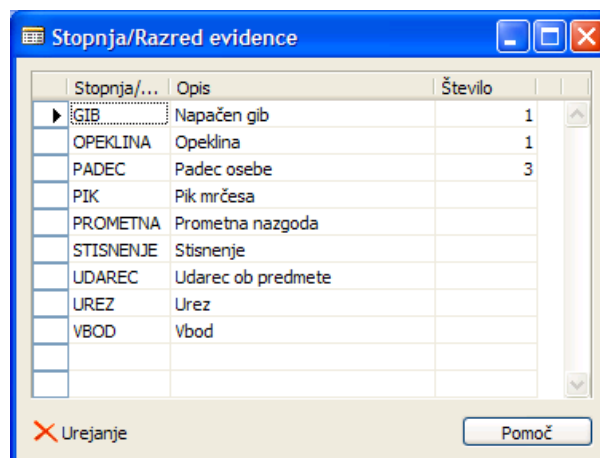 Stopnja/Razred evidence
Stopnja/... Opis Število
GIB Napačen gib 1
OPEKLINA Opeklina 1
PADEC Padec osebe 3
PIK Pik mrčesa
PROMETNA Prometna nazgoda
STISNENJE Stisnenje
UDAREC Udarec ob predmete
UREZ Urez
VBOD Vbod
Urejanje Pomoč